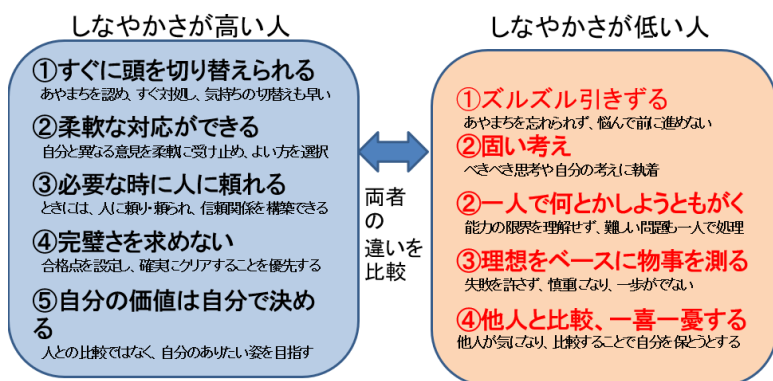 しなやかさが高い人
①すぐに頭を切り替えられる
あやまちを認め、すぐ対処し、気持ちの切替えも早い
②柔軟な対応ができる
自分と異なる意見を柔軟に受け止め、よい方を選択
③必要な時に人に頼れる
ときには、人に頼り・頼られ、信頼関係を構築できる
④完璧さを求めない
合格点を設定し、確実にクリアすることを優先する
⑤自分の価値は自分で決め
る
人との比較ではなく、自分のありたい姿を目指す
両者
の
違いを
比較
しなやかさが低い人
①ズルズル引きずる
あやまちを忘れられず、悩んで前に進めない
②固い考え
べきべき思考や自分の考えに執着
②一人で何とかしようともがく
能力の限界を理解せず、難しい問題も一人で処理
③理想をベースに物事を測る
失敗を許さず、慎重になり、一歩がでない
④他人と比較、一喜一憂する
他人が気になり、比較することで自分を保とうとする